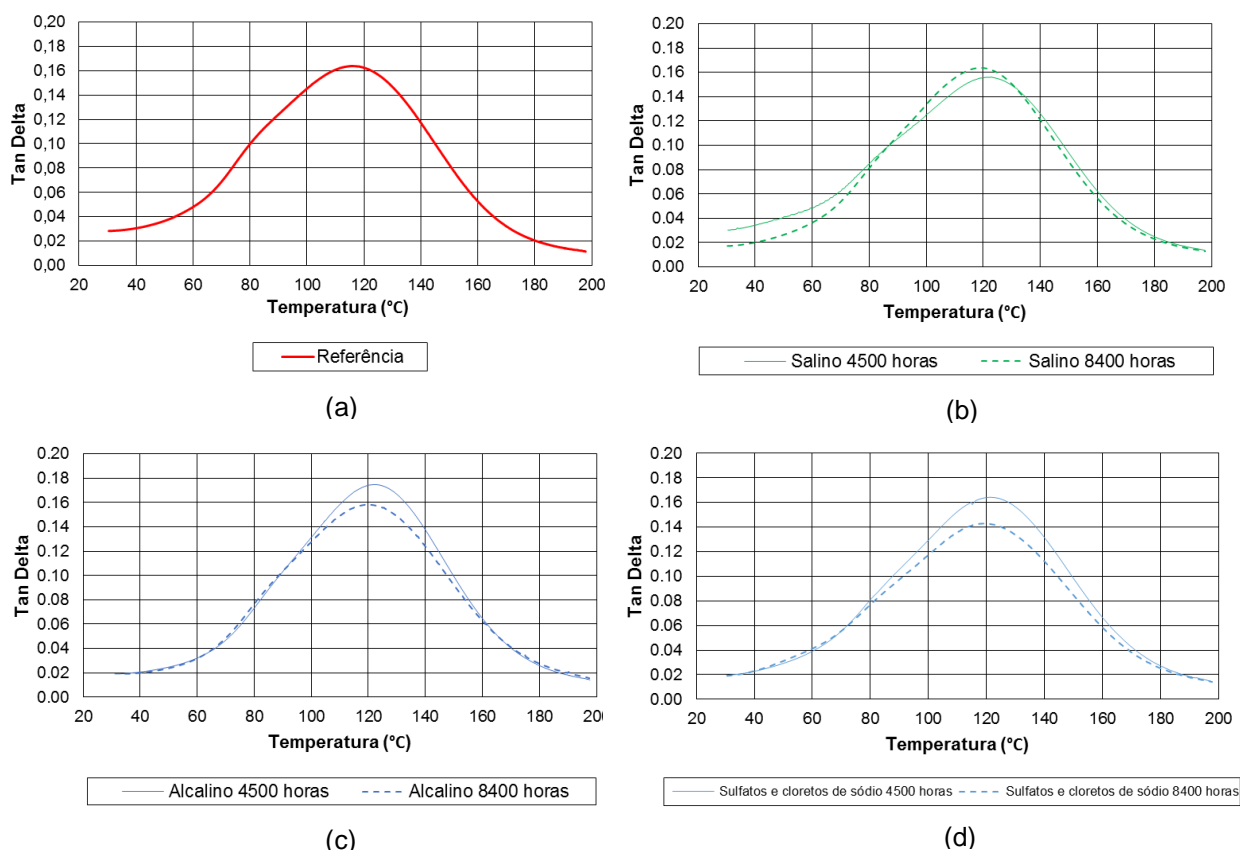 0,20
0,18
0,16
0,14
0,12
0,10
0,08
0,06
0,04
0,02
0,00
Tan Delta
20 40 60 80 100 120 140 160 180 200
Temperatura (°C)
Referência
(a)
0.20
0.18
0.16
0.14
0.12
0.10
0.08
0.06
0.04
0.02
0.00
Tan Delta
20 40 60 80 100 120 140 160 180 200
Temperatura (°C)
Salino 4500 horas Salino 8400 horas
(b)
0.20
0.18
0.16
0.14
0.12
0.10
0.08
0.06
0.04
0.02
0.00
Tan Delta
20 40 60 80 100 120 140 160 180 20
Temperatura (°C)
Alcalino 4500 horas Alcalino 8400 horas
(c)
0.20
0.18
0.16
0.14
0.12
0.10
0.08
0.06
0.04
0.02
0.00
Tan Delta
20 40 60 80 100 120 140 160 180 200
Temperatura (°C)
Sulfatos e cloretos de sódio 4500 horas Sulfatos e cloretos de sódio 8400 horas
(d)